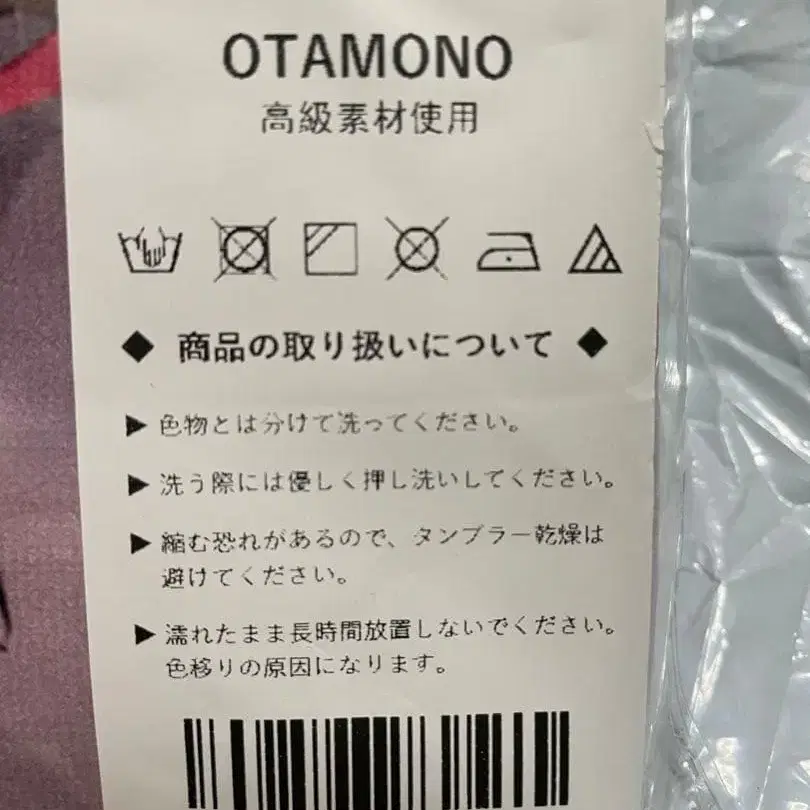 OTAMONO
高級素材使用
◆ 商品の取り扱いについて ◆
▶ 色物とは分けて洗ってください。
▶ 洗う際には優しく押し洗いしてください。
▶ 縮む恐れがあるので、タンブラー乾燥は
避けてください。
▶ 濡れたまま長時間放置しないでください。
色移りの原因になります。